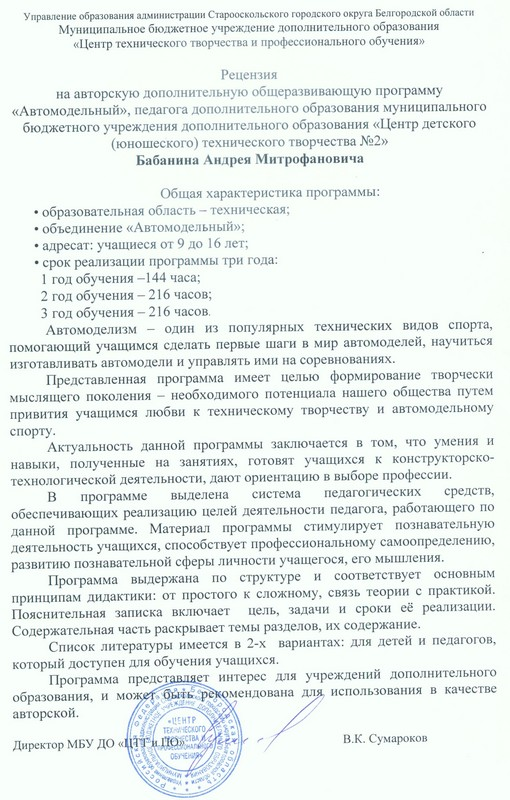 Управление образования администрации Старооскольского городского округа Белгородской области
Муниципальное бюджетное учреждение дополнительного образования
«Центр технического творчества и профессионального обучения»
Рецензия
на авторскую дополнительную общеразвивающую программу
«Автомодельный», педагога дополнительного образования муниципального
бюджетного учреждения дополнительного образования «Центр детского
(юношеского) технического творчества №2»
Бабанина Андрея Митрофановича
Общая характеристика программы:
• образовательная область – техническая;
• объединение «Автомодельный»;
• адресат: учащиеся от 9 до 16 лет;
• срок реализации программы три года:
1 год обучения –144 часа;
2 год обучения – 216 часов;
3 год обучения – 216 часов.
Автомоделизм – один из популярных технических видов спорта,
помогающий учащимся сделать первые шаги в мир автомоделей, научиться
изготавливать автомодели и управлять ими на соревнованиях.
Представленная программа имеет целью формирование творчески
мыслящего поколения – необходимого потенциала нашего общества путем
привития учащимся любви к техническому творчеству и автомодельному
спорту.
Актуальность данной программы заключается в том, что умения и
навыки, полученные на занятиях, готовят учащихся к конструкторско-
технологической деятельности, дают ориентацию в выборе профессии.
В программе выделена система педагогических средств,
обеспечивающих реализацию целей деятельности педагога, работающего по
данной программе. Материал программы стимулирует познавательную
деятельность учащихся, способствует профессиональному самоопределению,
развитию познавательной сферы личности учащегося, его мышления.
Программа выдержана по структуре и соответствует основным
принципам дидактики: от простого к сложному, связь теории с практикой.
Пояснительная записка включает цель, задачи и сроки её реализации.
Содержательная часть раскрывает темы разделов, их содержание.
Список литературы имеется в 2-х вариантах: для детей и педагогов,
который доступен для обучения учащихся.
Программа представляет интерес для учреждений дополнительного
образования, и может быть рекомендована для использования в качестве
авторской.
Директор МБУ ДО «ЦТТ и ПО» В.К. Сумароков
«ЦЕНТР
ТЕХНИЧЕСКОГО
ТВОРЧЕСТВА И
ПРОФЕССИОНАЛЬНОГО
ОБУЧЕНИЯ»